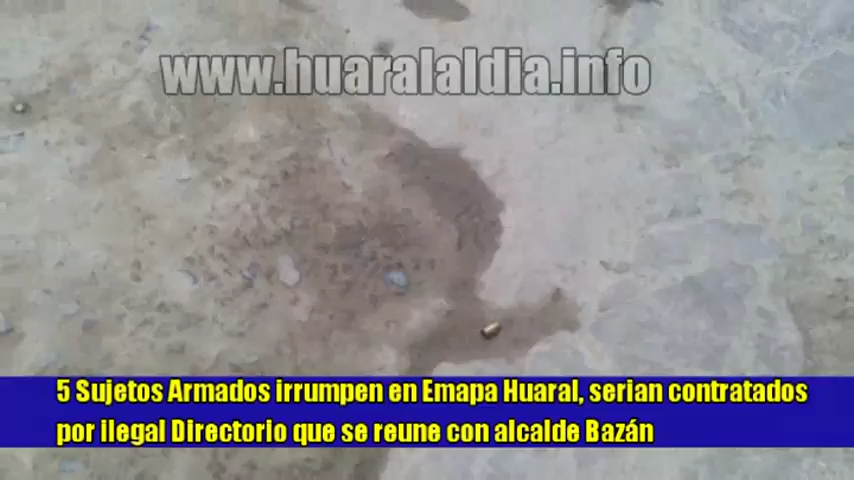 www.huaralaldia.info
5 Sujetos Armados irrumpen en Emapa Huaral, serian contratados
por ilegal Directorio que se reune con alcalde Bazán